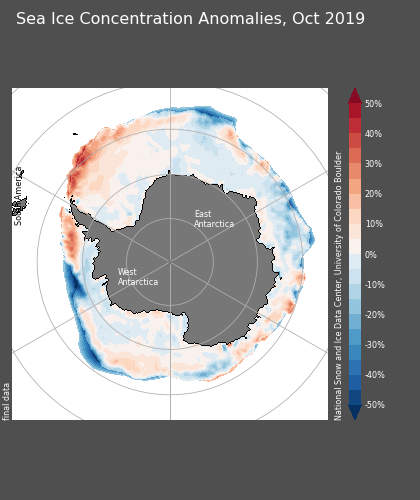 Sea Ice Concentration Anomalies, Oct 2019
South America
East
Antarctica
West
Antarctica
final data
National Snow and Ice Data Center, University of Colorado Boulder
50%
40%
30%
20%
10%
0%
-10%
-20%
-30%
-40%
-50%